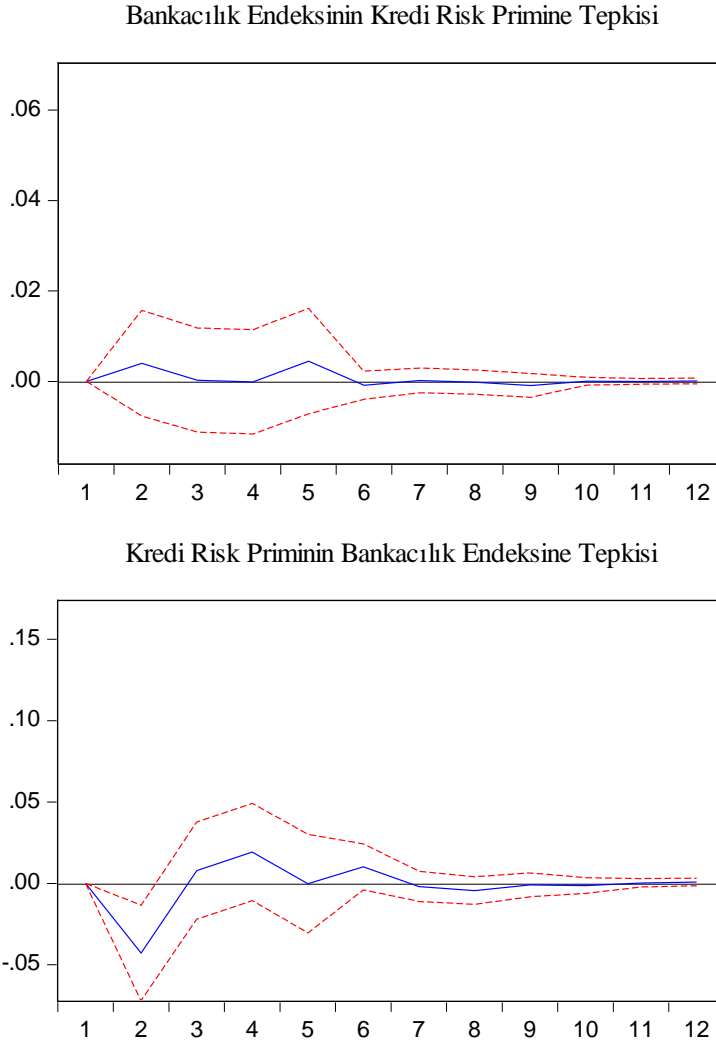 Bankacılık Endeksinin Kredi Risk Primine Tepkisi
.06
.04
.02
.00
1 2 3 4 5 6 7 8 9 10 11 12
Kredi Risk Priminin Bankacılık Endeksine Tepkisi
.15
.10
.05
.00
-.05
1 2 3 4 5 6 7 8 9 10 11 12